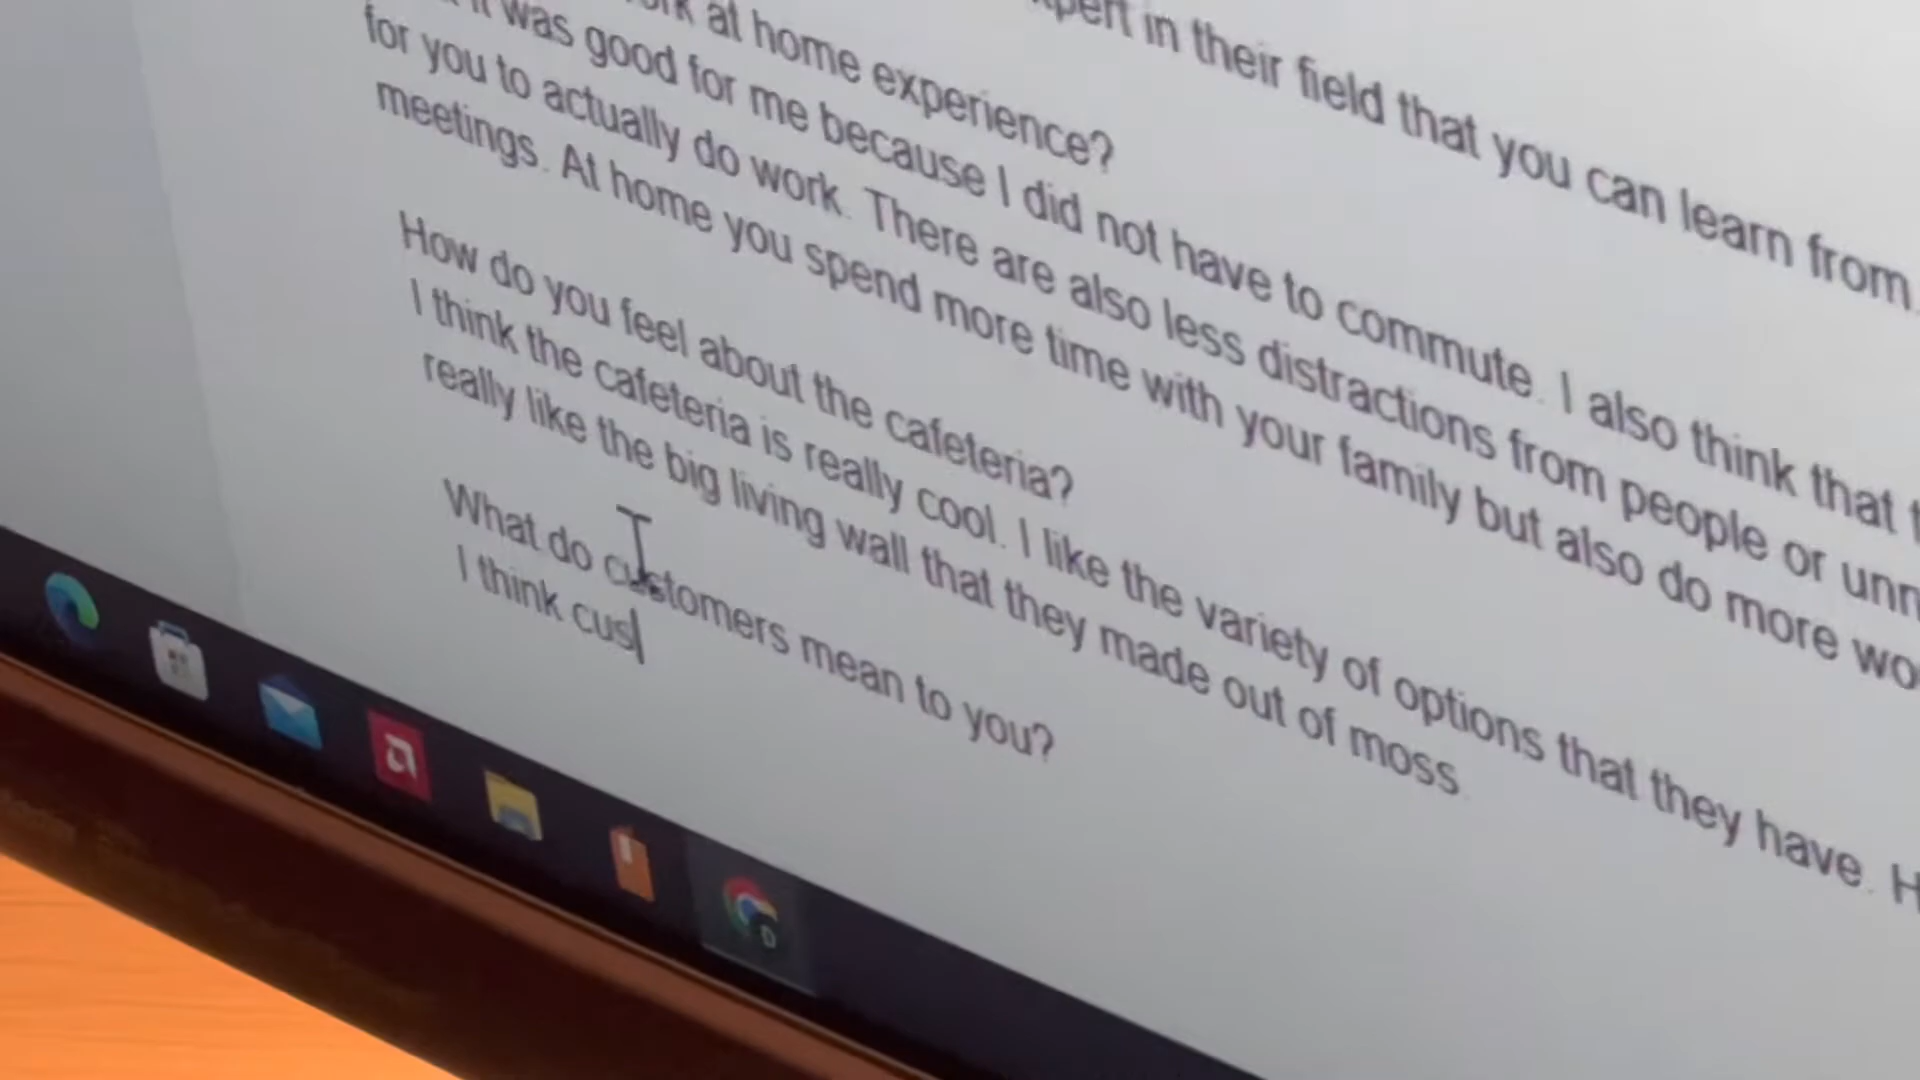 in their field that you can learn from.
at home experience?
it was good for me because I did not have to commute. I also think that
for you to actually do work. There are also less distractions from people or
meetings. At home you spend more time with your family but also do more
How do you feel about the cafeteria?
I think the cafeteria is really cool. I like the variety of options that they have.
really like the big living wall that they made out of moss.
What do customers mean to you?
I think cus